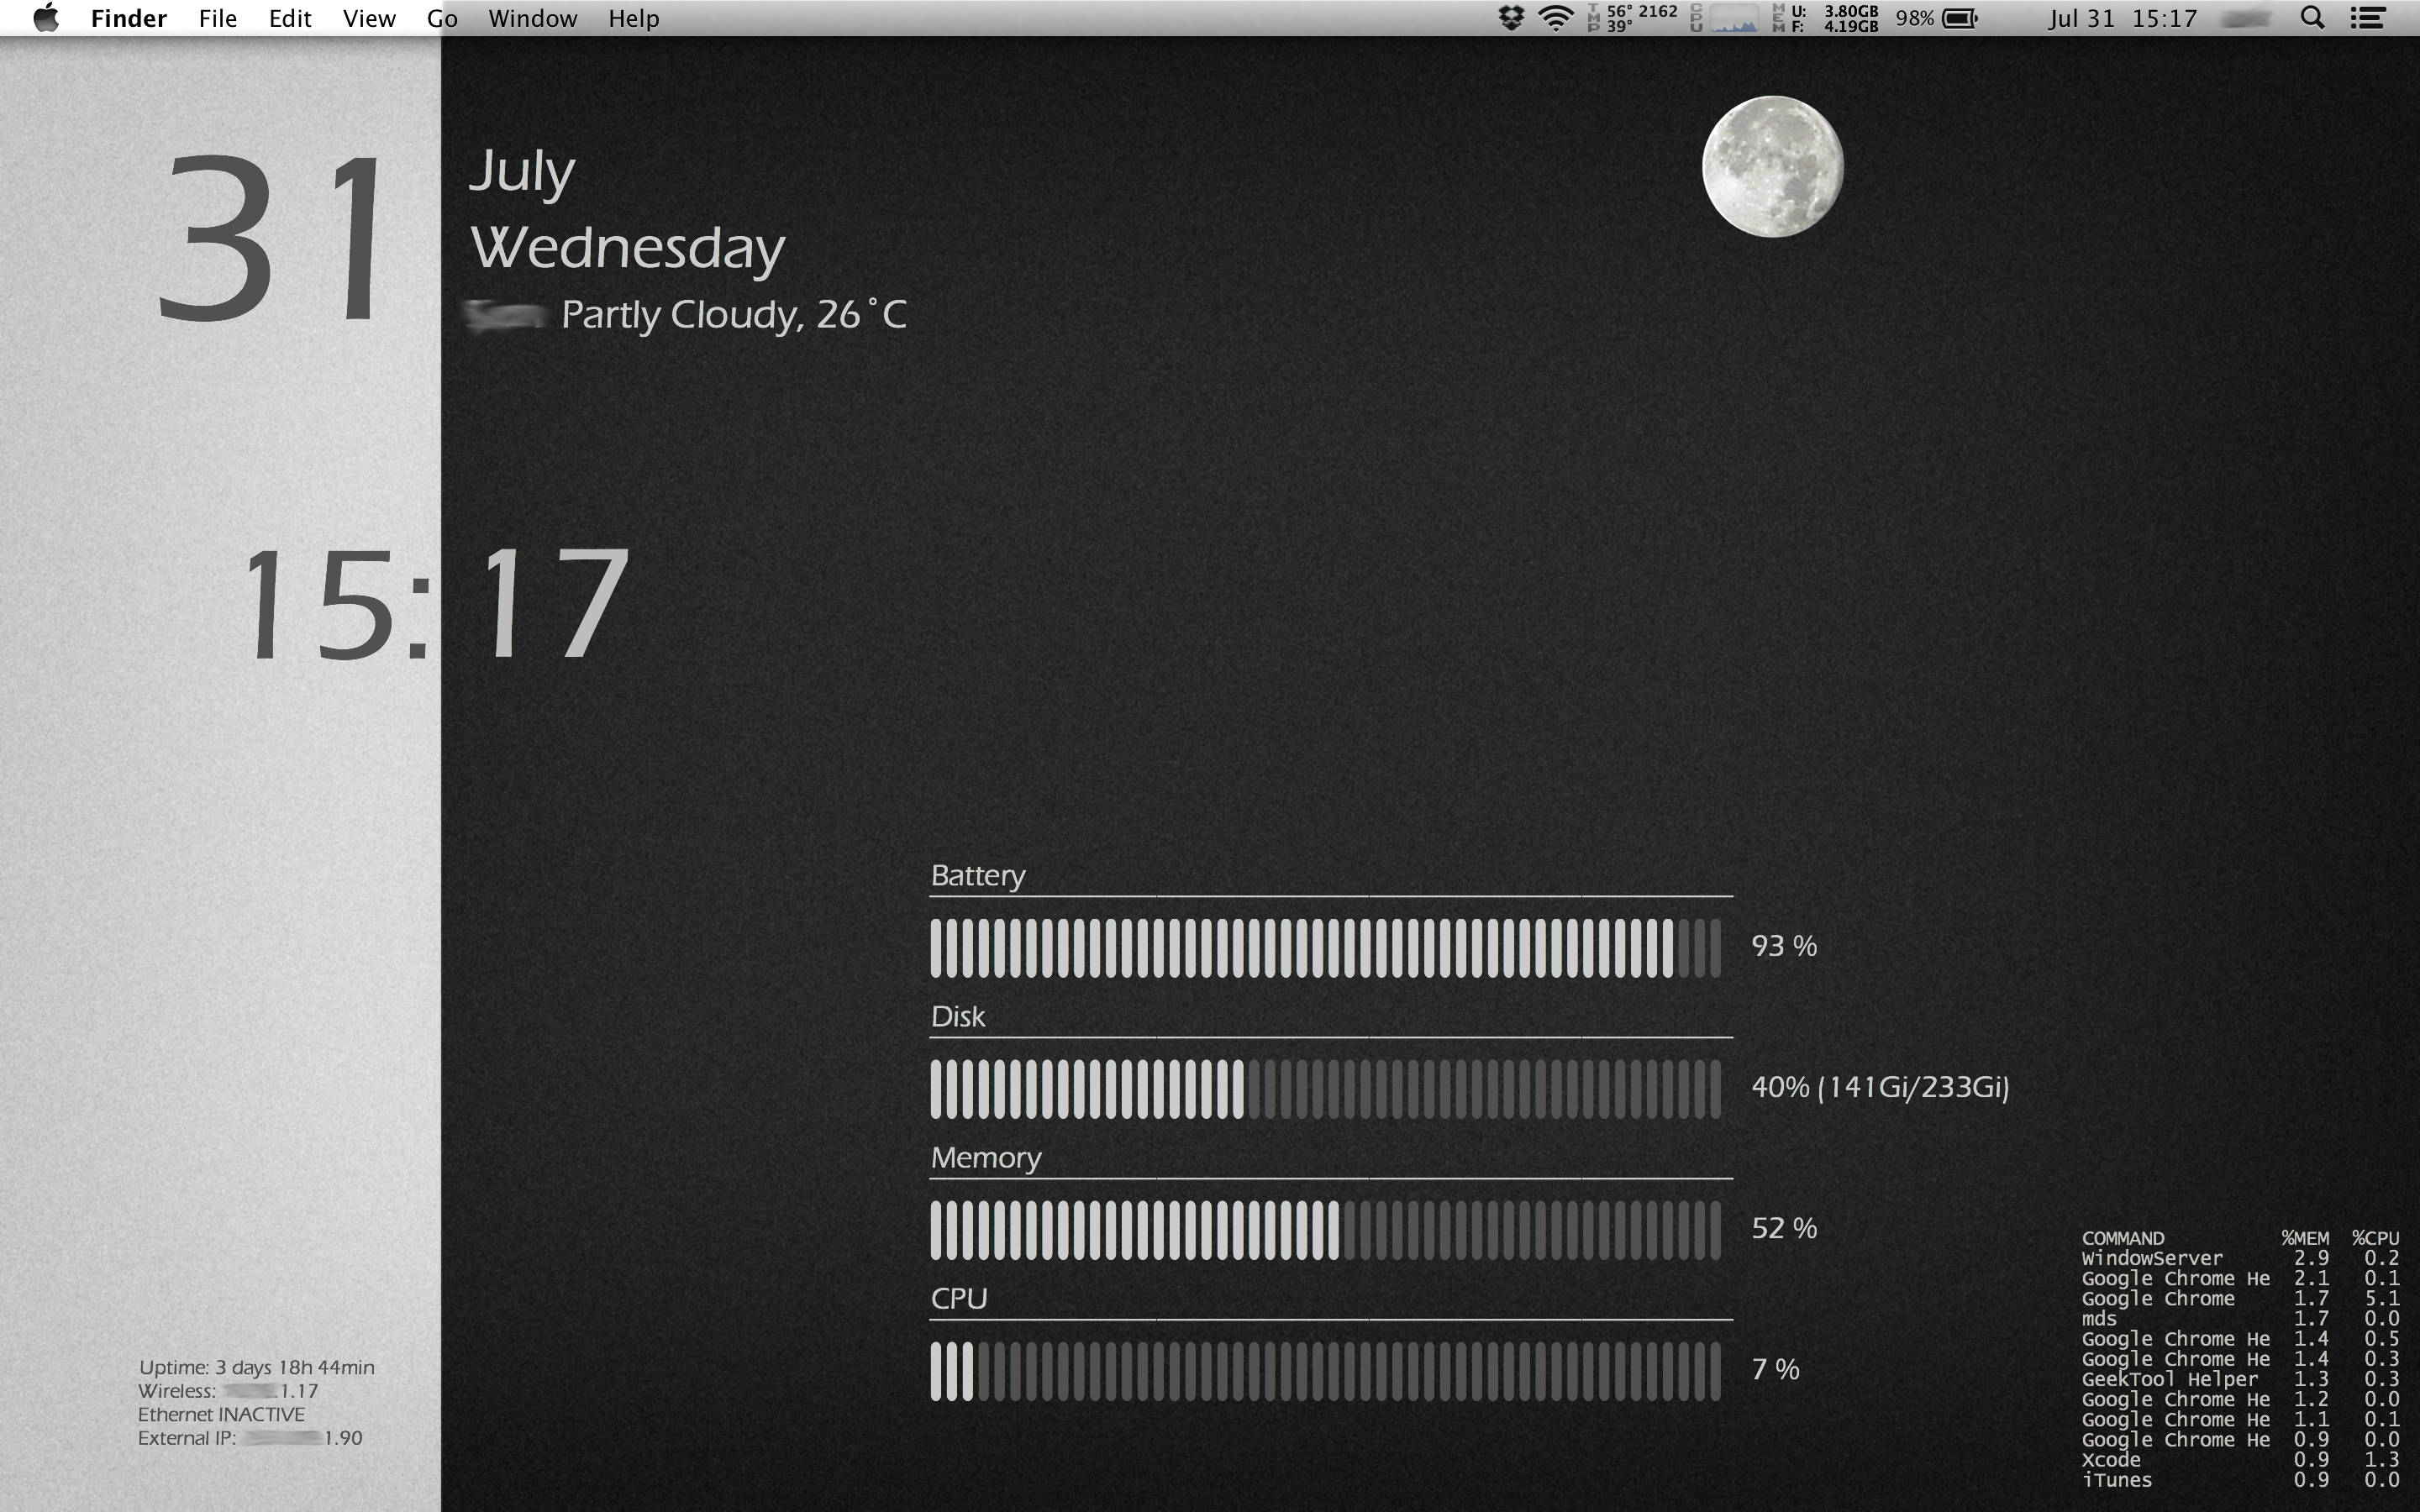 Finder File Edit View Go Window Help
TMP 56° 2162 39° CPU MEM U: 3.80GB F: 4.19GB 98% Jul 31 15:17
31
July
Wednesday
Partly Cloudy, 26°C
15:17
Battery
93 %
Disk
40% (141Gi/233Gi)
Memory
52 %
CPU
7 %
Uptime: 3 days 18h 44min
Wireless: .1.17
Ethernet INACTIVE
External IP: 1.90
COMMAND %MEM %CPU
WindowServer 2.9 0.2
Google Chrome He 2.1 0.1
Google Chrome 1.7 5.1
mds 1.7 0.0
Google Chrome He 1.4 0.5
Google Chrome He 1.4 0.3
GeekTool Helper 1.3 0.3
Google Chrome He 1.2 0.0
Google Chrome He 1.1 0.1
Google Chrome He 0.9 0.0
Xcode 0.9 1.3
iTunes 0.9 0.0